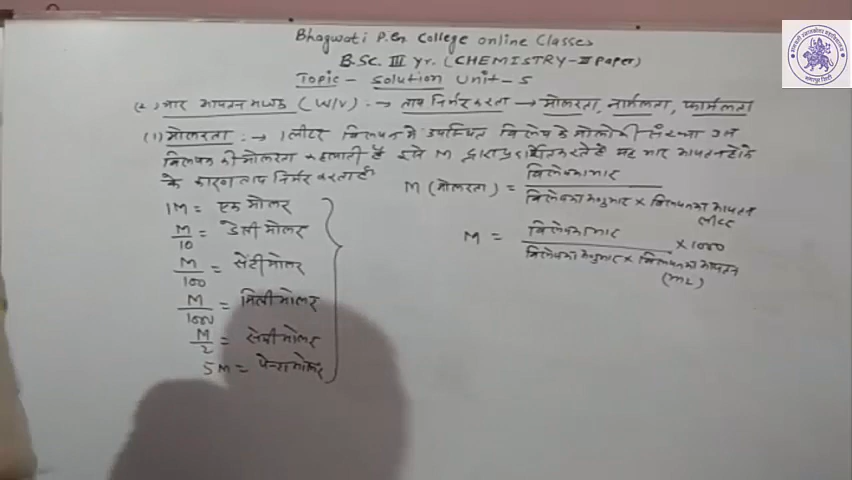 Bhagwati P.G. College online Classes
B.Sc. III Yr. (CHEMISTRY-II Paper)
Topic - Solution Unit-5
(2) भार आयतन (W/V) :→ ताप निर्भरता → मोलरता, नार्मलता, फार्मलता
(1) मोलरता :→ 1 लीटर विलयन में उपस्थित विलेय के मोलो की संख्या उस
विलयन की मोलरता कहलाती है इसे M द्वारा प्रदर्शित करते है यह भार आयतन होने
के कारण ताप निर्भर करता है
M (मोलरता) = विलेय का भार / विलेय का अणुभार × विलयन का आयतन लीटर
1M = एक मोलर
M/10 = डेसी मोलर
M/100 = सेंटी मोलर
M/1000 = मिली मोलर
M/2 = सेमी मोलर
5M = पेन्टा मोलर
M = विलेय का भार / विलेय का अणुभार × विलयन का आयतन (mL) × 1000